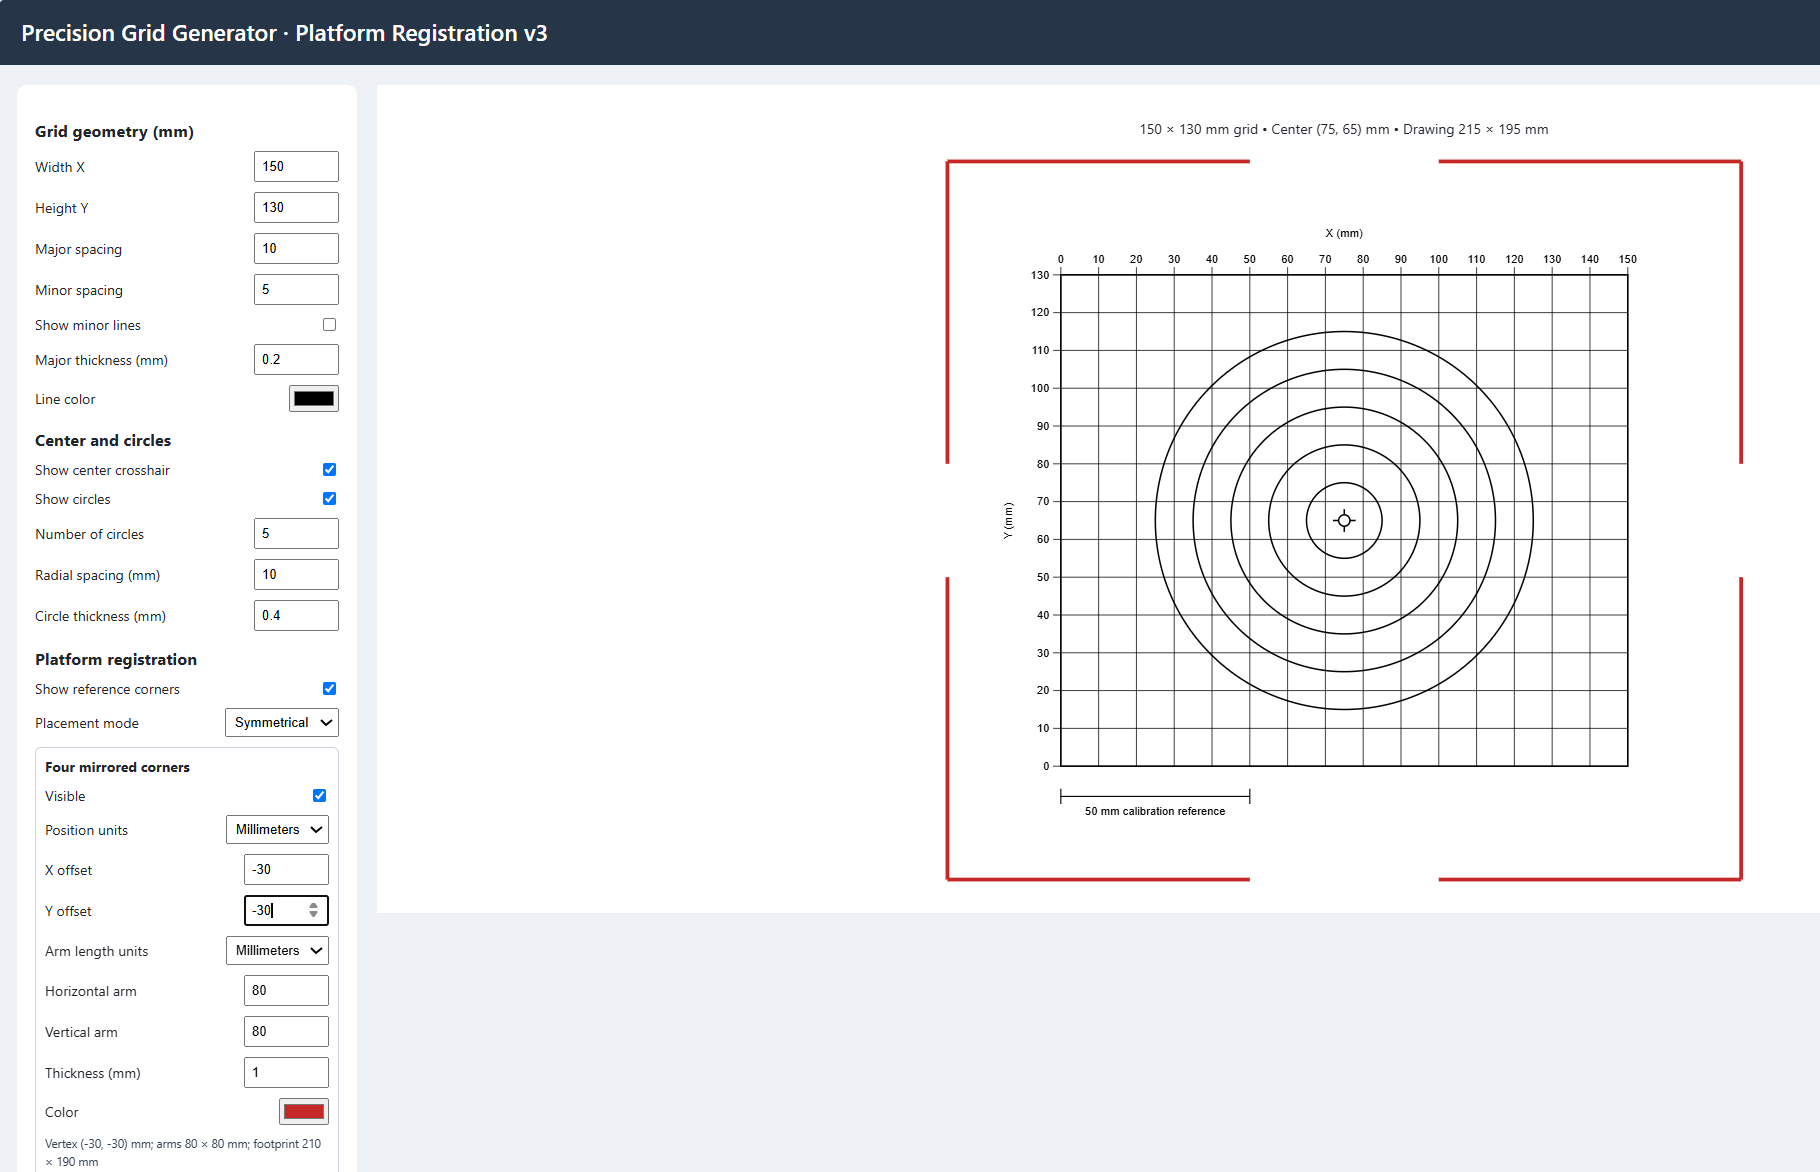 Precision Grid Generator · Platform Registration v3
Grid geometry (mm)
Width X 150
Height Y 130
Major spacing 10
Minor spacing 5
Show minor lines
Major thickness (mm) 0.2
Line color
Center and circles
Show center crosshair
Show circles
Number of circles 5
Radial spacing (mm) 10
Circle thickness (mm) 0.4
Platform registration
Show reference corners
Placement mode Symmetrical
Four mirrored corners
Visible
Position units Millimeters
X offset -30
Y offset -30
Arm length units Millimeters
Horizontal arm 80
Vertical arm 80
Thickness (mm) 1
Color
Vertex (-30, -30) mm; arms 80 × 80 mm; footprint 210
× 190 mm
150 × 130 mm grid • Center (75, 65) mm • Drawing 215 × 195 mm
X (mm)
0 10 20 30 40 50 60 70 80 90 100 110 120 130 140 150
130
120
110
100
90
80
70
Y (mm)
60
50
40
30
20
10
0
50 mm calibration reference